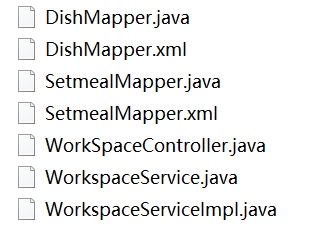 DishMapper.java
DishMapper.xml
SetmealMapper.java
SetmealMapper.xml
WorkSpaceController.java
WorkspaceService.java
WorkspaceServiceImpl.java